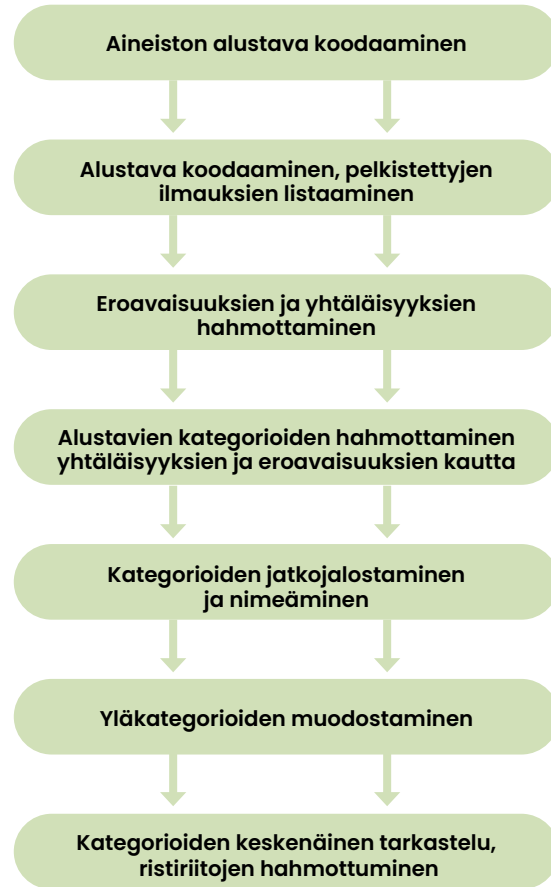 Aineiston alustava koodaaminen
Alustava koodaaminen, pelkistettyjen
ilmauksien listaaminen
Eroavaisuuksien ja yhtäläisyyksien
hahmottaminen
Alustavien kategorioiden hahmottaminen
yhtäläisyyksien ja eroavaisuuksien kautta
Kategorioiden jatkojalostaminen
ja nimeäminen
Yläkategorioiden muodostaminen
Kategorioiden keskenäinen tarkastelu,
ristiriitojen hahmottuminen